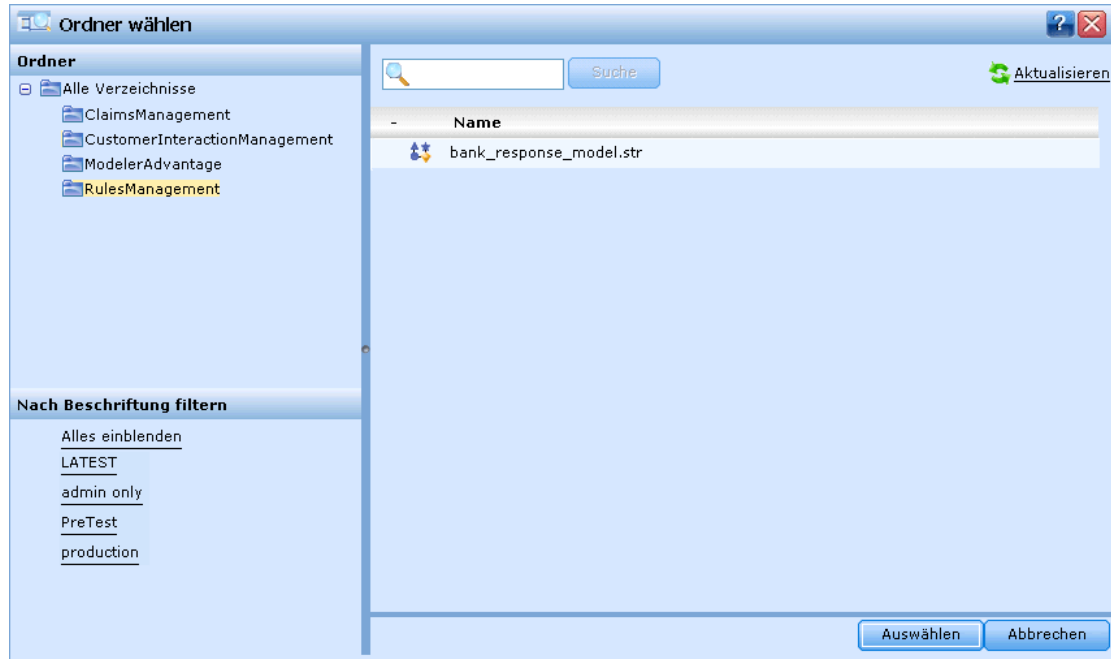 Ordner wählen
?
Ordner
Alle Verzeichnisse
ClaimsManagement
CustomerInteractionManagement
ModelerAdvantage
RulesManagement
Nach Beschriftung filtern
Alles einblenden
LATEST
admin only
PreTest
production
Suche
Aktualisieren
- Name
bank_response_model.str
Auswählen Abbrechen